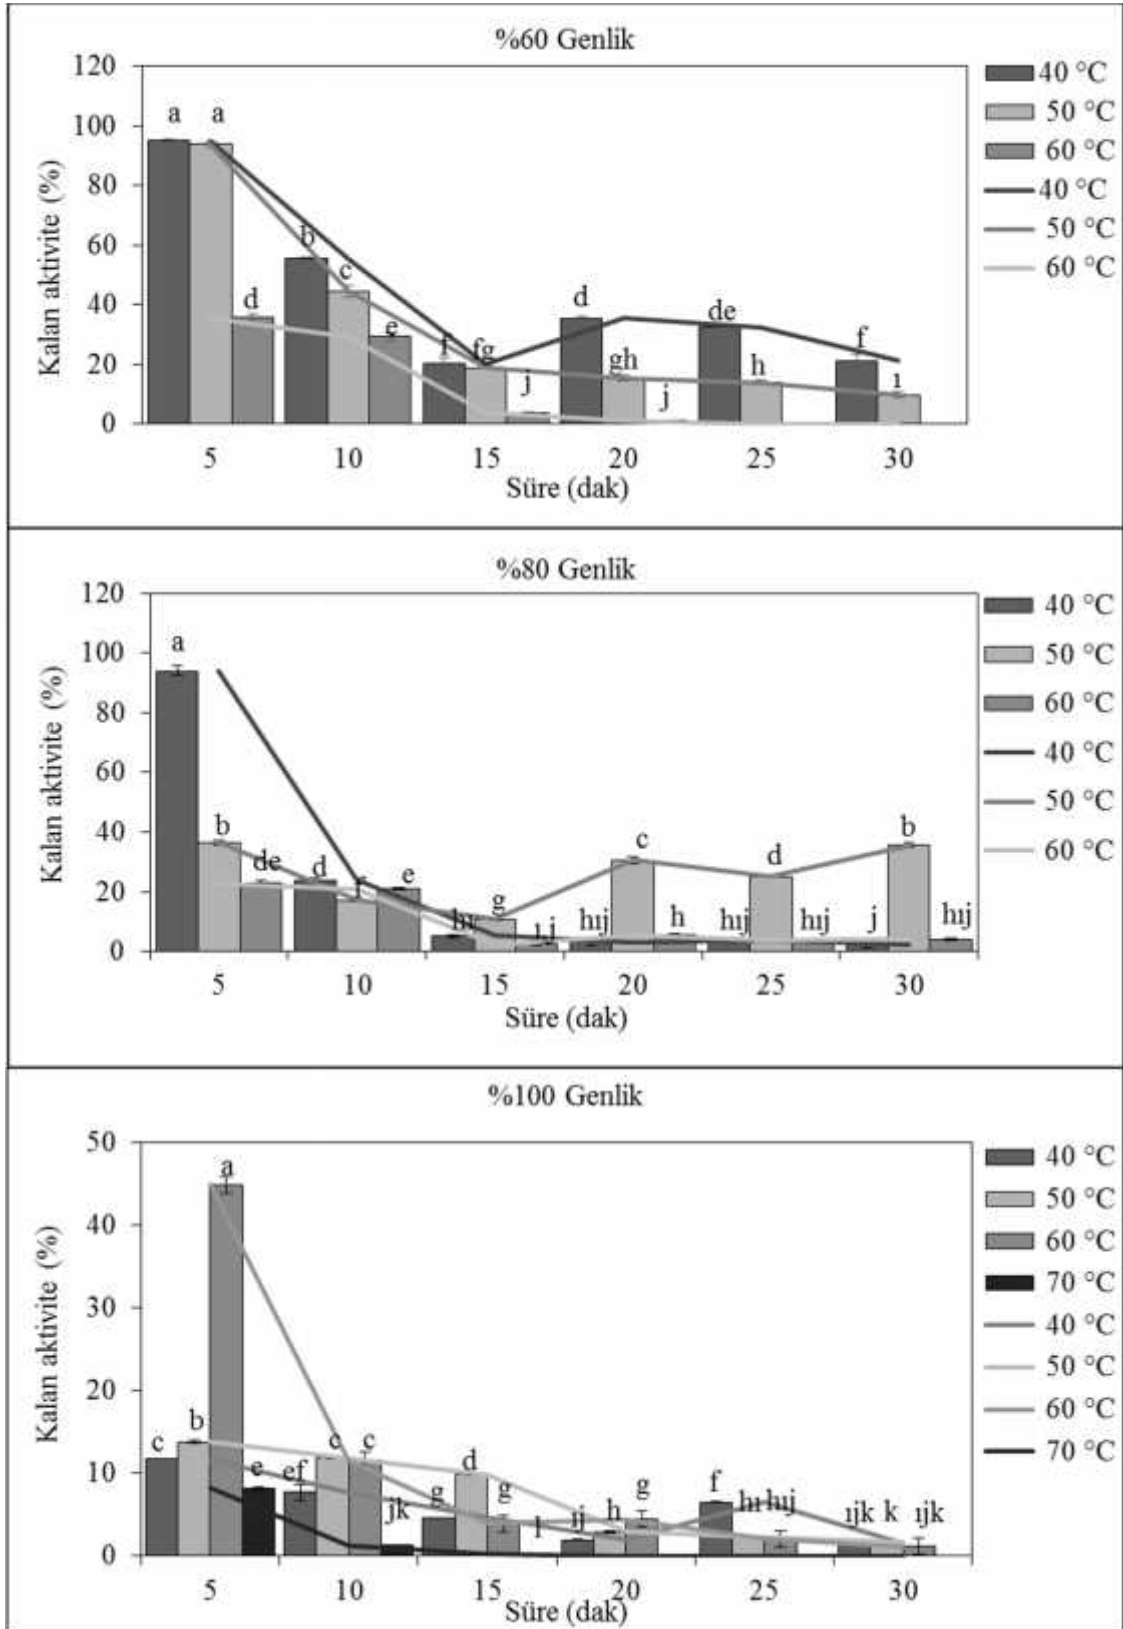 %60 Genlik
Kalan aktivite (%)
120
100
80
60
40
20
0
a a d b c e f fg j d gh j de h f ı
5 10 15 20 25 30
Süre (dak)
40 °C
50 °C
60 °C
40 °C
50 °C
60 °C
%80 Genlik
Kalan aktivite (%)
120
100
80
60
40
20
0
a b de d f e hı g ıj hıj c h hıj d hıj j b hıj
5 10 15 20 25 30
Süre (dak)
40 °C
50 °C
60 °C
40 °C
50 °C
60 °C
%100 Genlik
Kalan aktivite (%)
50
40
30
20
10
0
c b a e ef c c jk g d g l ıj h g f hı hıj ıjk k ıjk
5 10 15 20 25 30
Süre (dak)
40 °C
50 °C
60 °C
70 °C
40 °C
50 °C
60 °C
70 °C